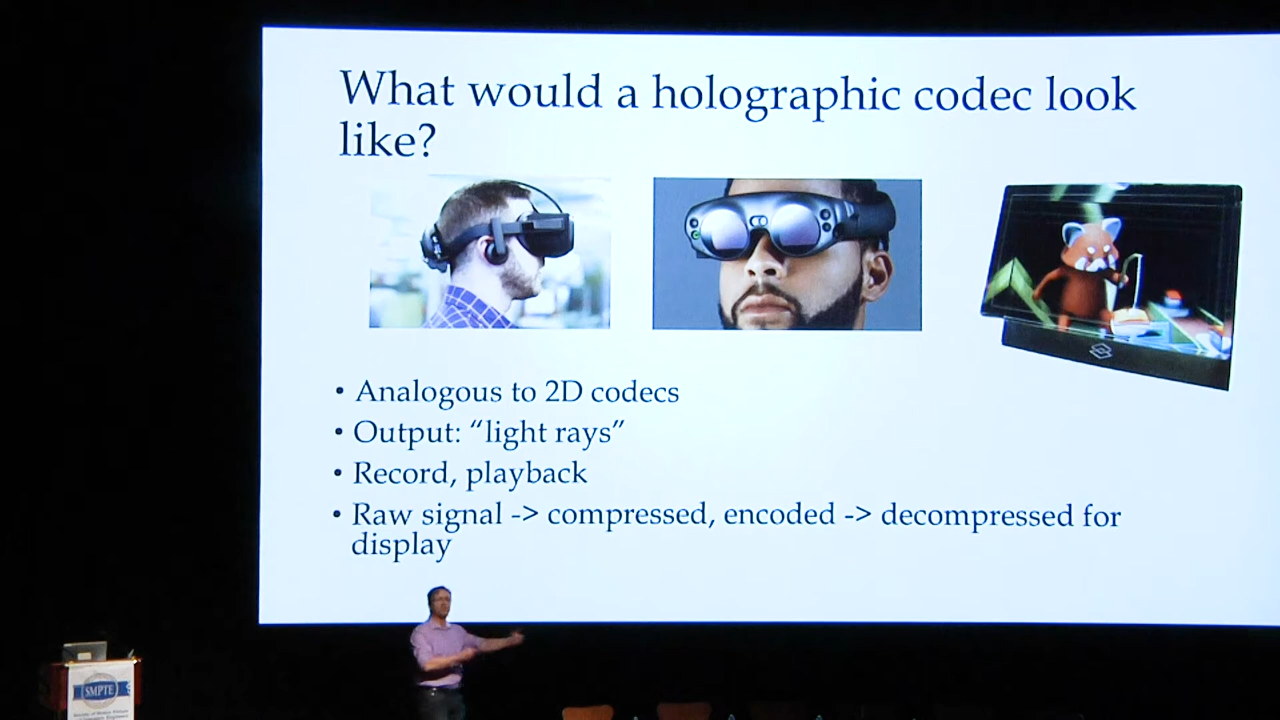 What would a holographic codec look
like?
• Analogous to 2D codecs
• Output: “light rays”
• Record, playback
• Raw signal -> compressed, encoded -> decompressed for
display
SMPTE